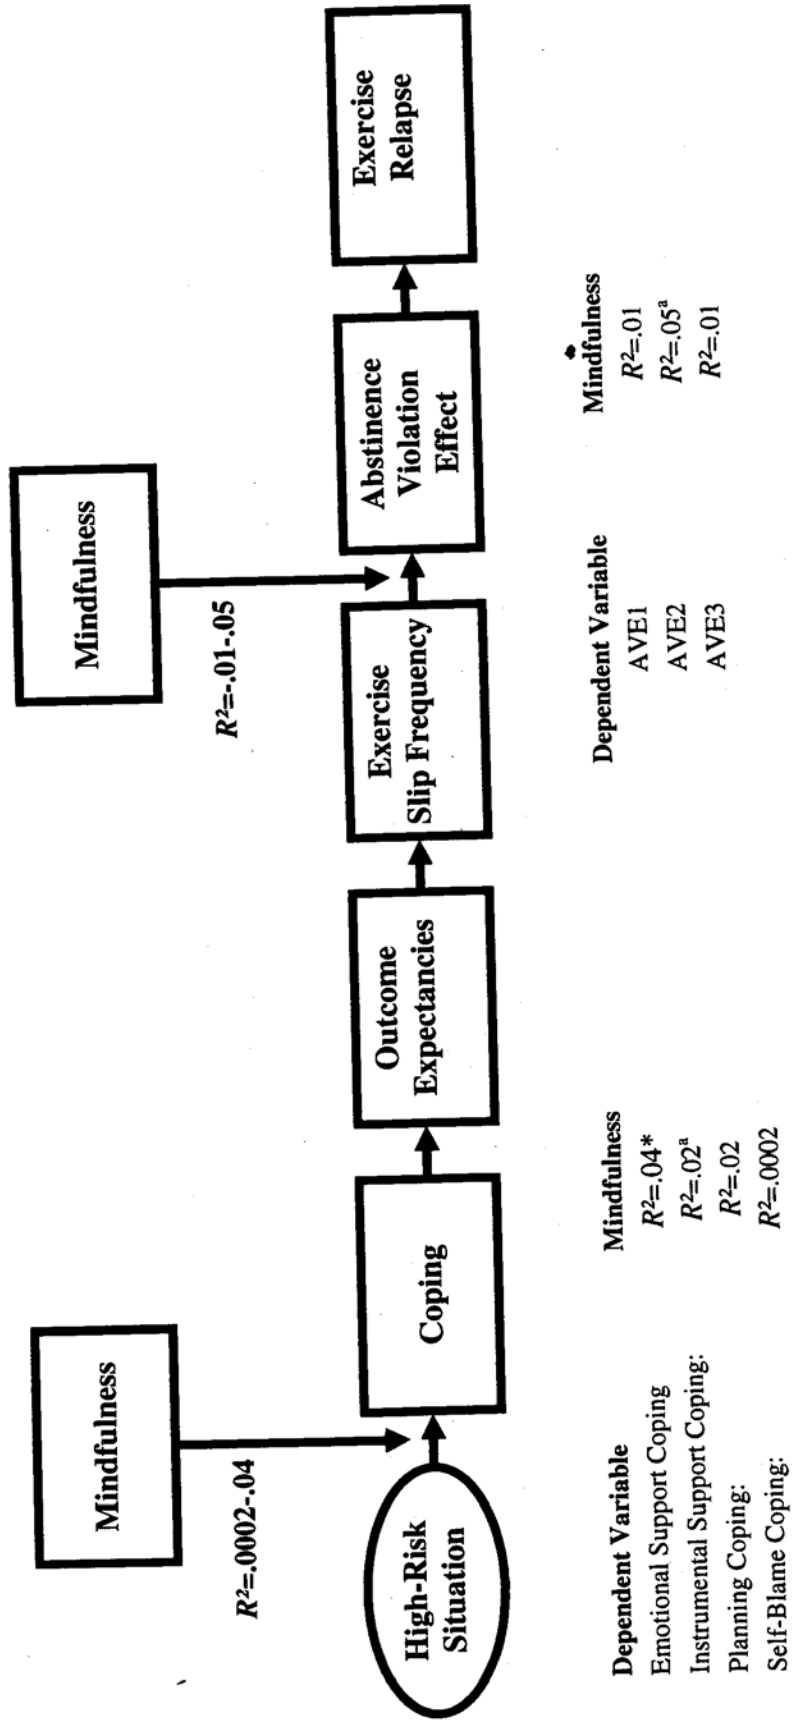 Mindfulness
Mindfulness
R²=.0002-.04
R²=-.01-.05
High-Risk
Situation
Coping
Outcome
Expectancies
Exercise
Slip Frequency
Abstinence
Violation
Effect
Exercise
Relapse
Dependent Variable Mindfulness
Emotional Support Coping R²=.04*
Instrumental Support Coping: R²=.02ᵃ
Planning Coping: R²=.02
Self-Blame Coping: R²=.0002
Dependent Variable Mindfulness
AVE1 R²=.01
AVE2 R²=.05ᵃ
AVE3 R²=.01